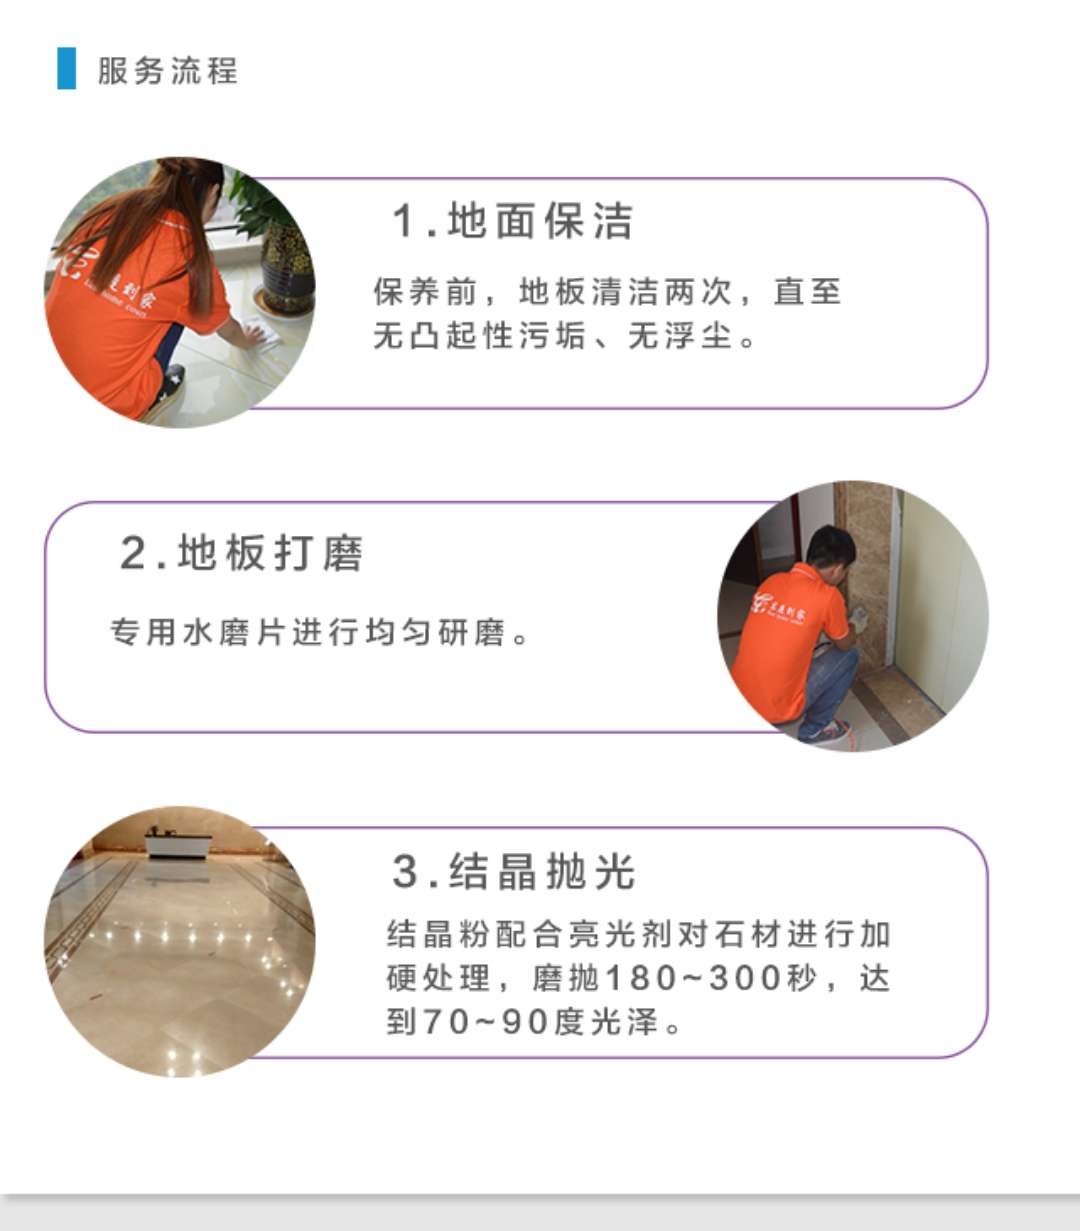 服务流程
1.地面保洁
保养前，地板清洁两次，直至
无凸起性污垢、无浮尘。
2.地板打磨
专用水磨片进行均匀研磨。
3.结晶抛光
结晶粉配合亮光剂对石材进行加
硬处理，磨抛180~300秒，达
到70~90度光泽。